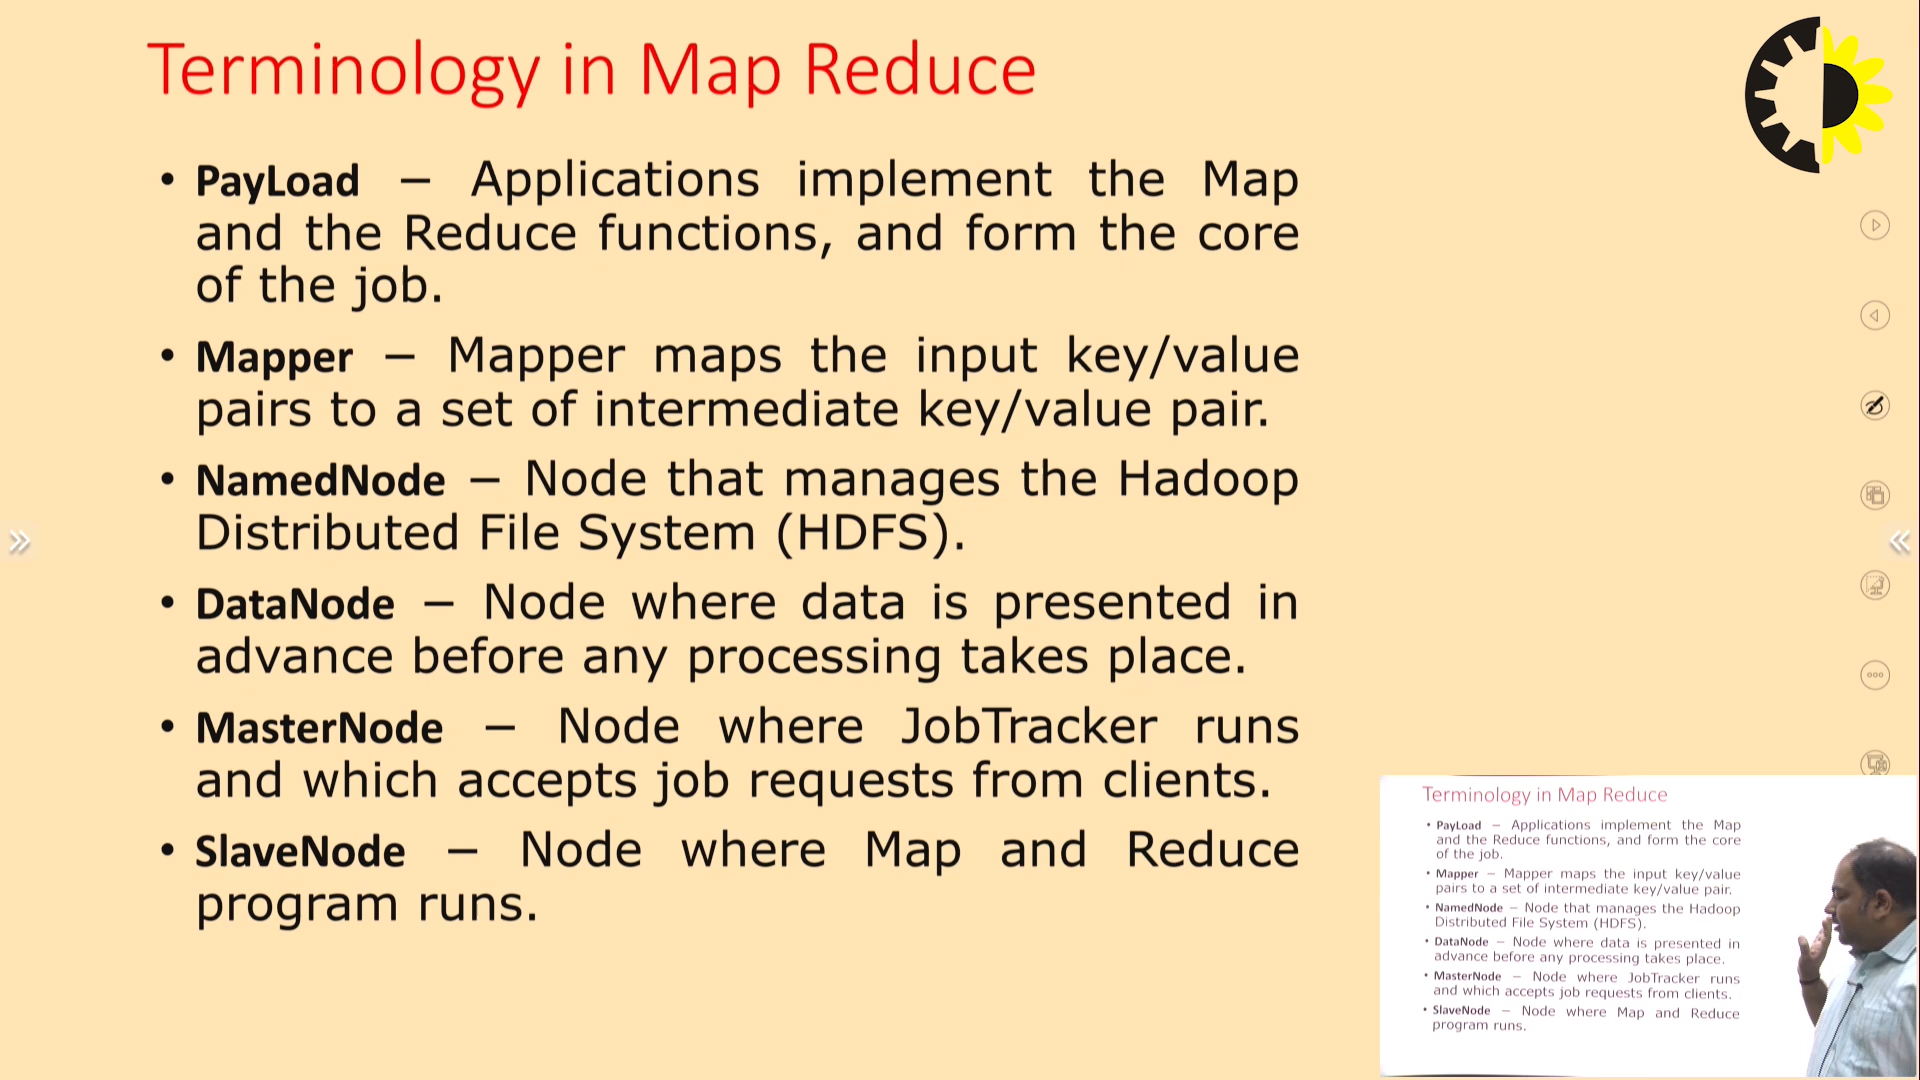 Terminology in Map Reduce
• PayLoad – Applications implement the Map
and the Reduce functions, and form the core
of the job.
• Mapper – Mapper maps the input key/value
pairs to a set of intermediate key/value pair.
• NamedNode – Node that manages the Hadoop
Distributed File System (HDFS).
• DataNode – Node where data is presented in
advance before any processing takes place.
• MasterNode – Node where JobTracker runs
and which accepts job requests from clients.
• SlaveNode – Node where Map and Reduce
program runs.
Terminology in Map Reduce
• PayLoad – Applications implement the Map
and the Reduce functions, and form the core
of the job.
• Mapper – Mapper maps the input key/value
pairs to a set of intermediate key/value pair.
• NamedNode – Node that manages the Hadoop
Distributed File System (HDFS).
• DataNode – Node where data is presented in
advance before any processing takes place.
• MasterNode – Node where JobTracker runs
and which accepts job requests from clients.
• SlaveNode – Node where Map and Reduce
program runs.